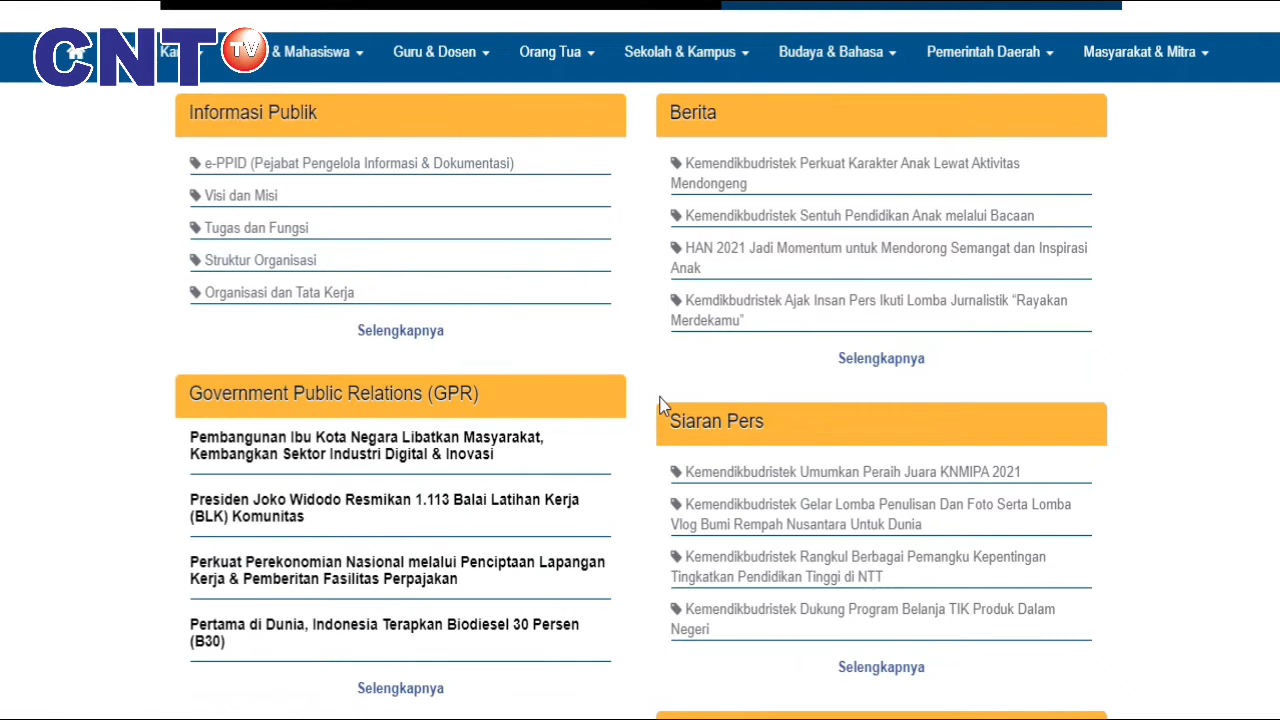 CNT TV
& Mahasiswa
Guru & Dosen
Orang Tua
Sekolah & Kampus
Budaya & Bahasa
Pemerintah Daerah
Masyarakat & Mitra
Informasi Publik
e-PPID (Pejabat Pengelola Informasi & Dokumentasi)
Visi dan Misi
Tugas dan Fungsi
Struktur Organisasi
Organisasi dan Tata Kerja
Selengkapnya
Government Public Relations (GPR)
Pembangunan Ibu Kota Negara Libatkan Masyarakat,
Kembangkan Sektor Industri Digital & Inovasi
Presiden Joko Widodo Resmikan 1.113 Balai Latihan Kerja
(BLK) Komunitas
Perkuat Perekonomian Nasional melalui Penciptaan Lapangan
Kerja & Pemberitan Fasilitas Perpajakan
Pertama di Dunia, Indonesia Terapkan Biodiesel 30 Persen
(B30)
Selengkapnya
Berita
Kemendikbudristek Perkuat Karakter Anak Lewat Aktivitas
Mendongeng
Kemendikbudristek Sentuh Pendidikan Anak melalui Bacaan
HAN 2021 Jadi Momentum untuk Mendorong Semangat dan Inspirasi
Anak
Kemdikbudristek Ajak Insan Pers Ikuti Lomba Jurnalistik “Rayakan
Merdekamu”
Selengkapnya
Siaran Pers
Kemendikbudristek Umumkan Peraih Juara KNMIPA 2021
Kemendikbudristek Gelar Lomba Penulisan Dan Foto Serta Lomba
Vlog Bumi Rempah Nusantara Untuk Dunia
Kemendikbudristek Rangkul Berbagai Pemangku Kepentingan
Tingkatkan Pendidikan Tinggi di NTT
Kemendikbudristek Dukung Program Belanja TIK Produk Dalam
Negeri
Selengkapnya